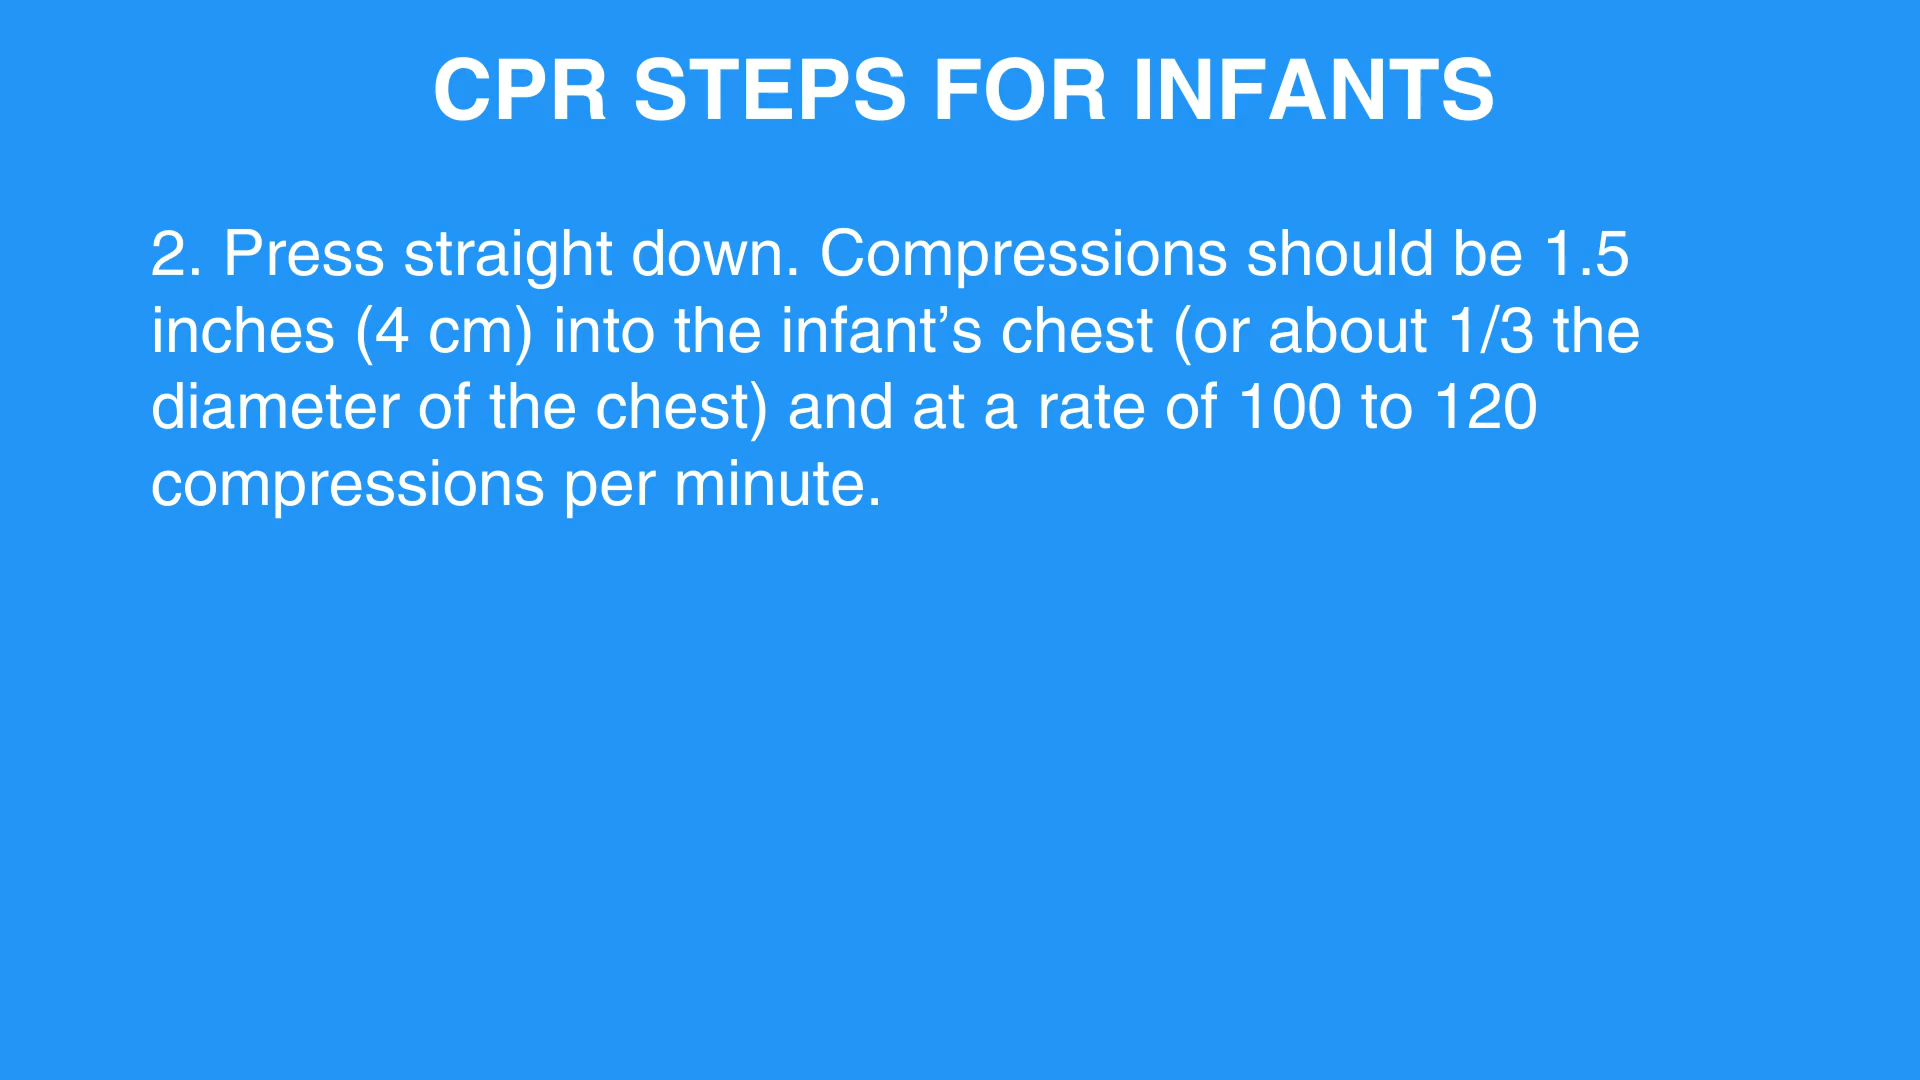 CPR STEPS FOR INFANTS
2. Press straight down. Compressions should be 1.5
inches (4 cm) into the infant’s chest (or about 1/3 the
diameter of the chest) and at a rate of 100 to 120
compressions per minute.